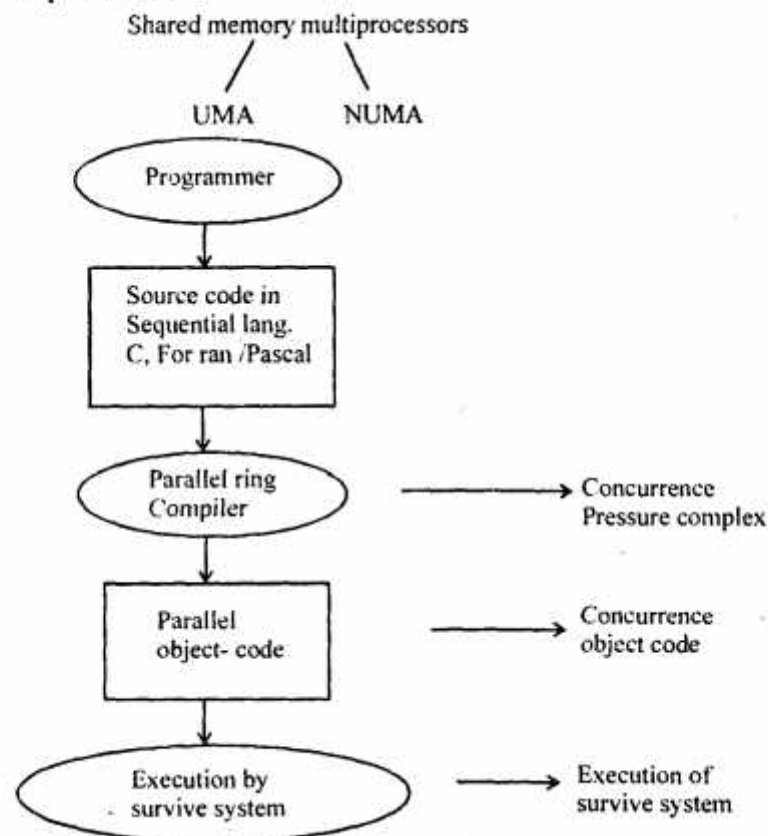 Shared memory multiprocessors
UMA
NUMA
Programmer
Source code in
Sequential lang.
C, For ran /Pascal
Parallel ring
Compiler
Concurrence
Pressure complex
Parallel
object- code
Concurrence
object code
Execution by
survive system
Execution of
survive system